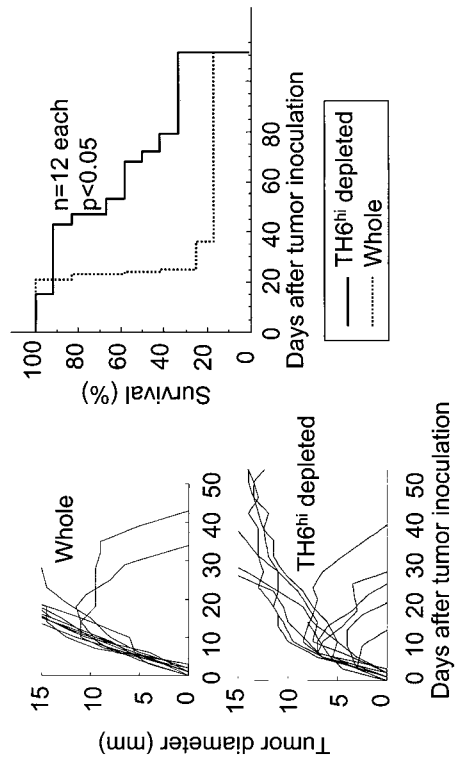 Tumor diameter (mm)
15
10
5
0
Whole
15
10
5
0
TH6hi depleted
0 10 20 30 40 50
Days after tumor inoculation
Survival (%)
100
80
60
40
20
0
n=12 each
p<0.05
0 20 40 60 80
Days after tumor inoculation
TH6hi depleted
Whole